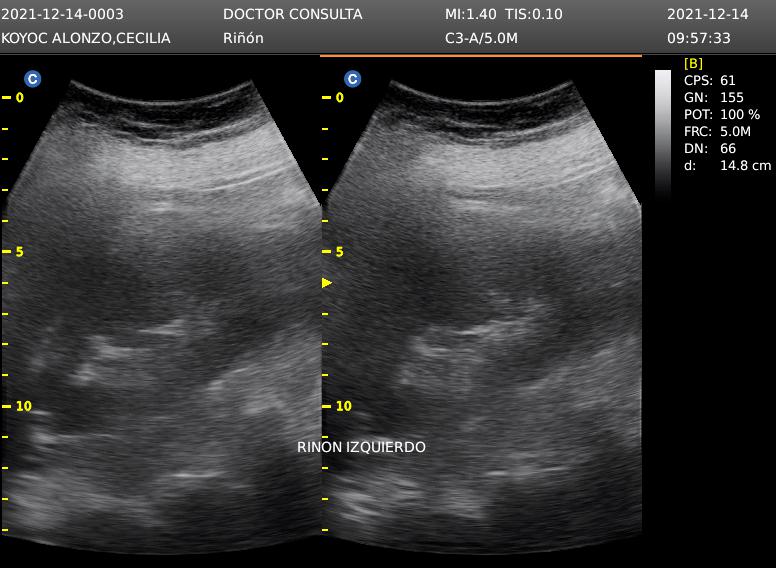 2021-12-14-0003 DOCTOR CONSULTA MI:1.40 TIS:0.10 2021-12-14
KOYOC ALONZO,CECILIA Riñón C3-A/5.0M 09:57:33
[B]
C C
CPS: 61
0 0
GN: 155
POT: 100 %
FRC: 5.0M
DN: 66
d: 14.8 cm
5 5
10 10
RINON IZQUIERDO